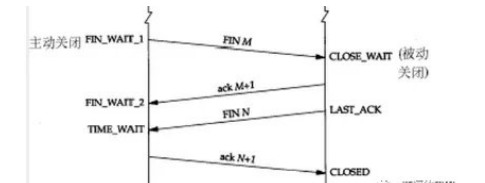 主动关闭 FIN_WAIT_1
FIN M
CLOSE_WAIT (被动
关闭)
ack M+1
FIN_WAIT_2
FIN N
LAST_ACK
TIME_WAIT
ack N+1
CLOSED